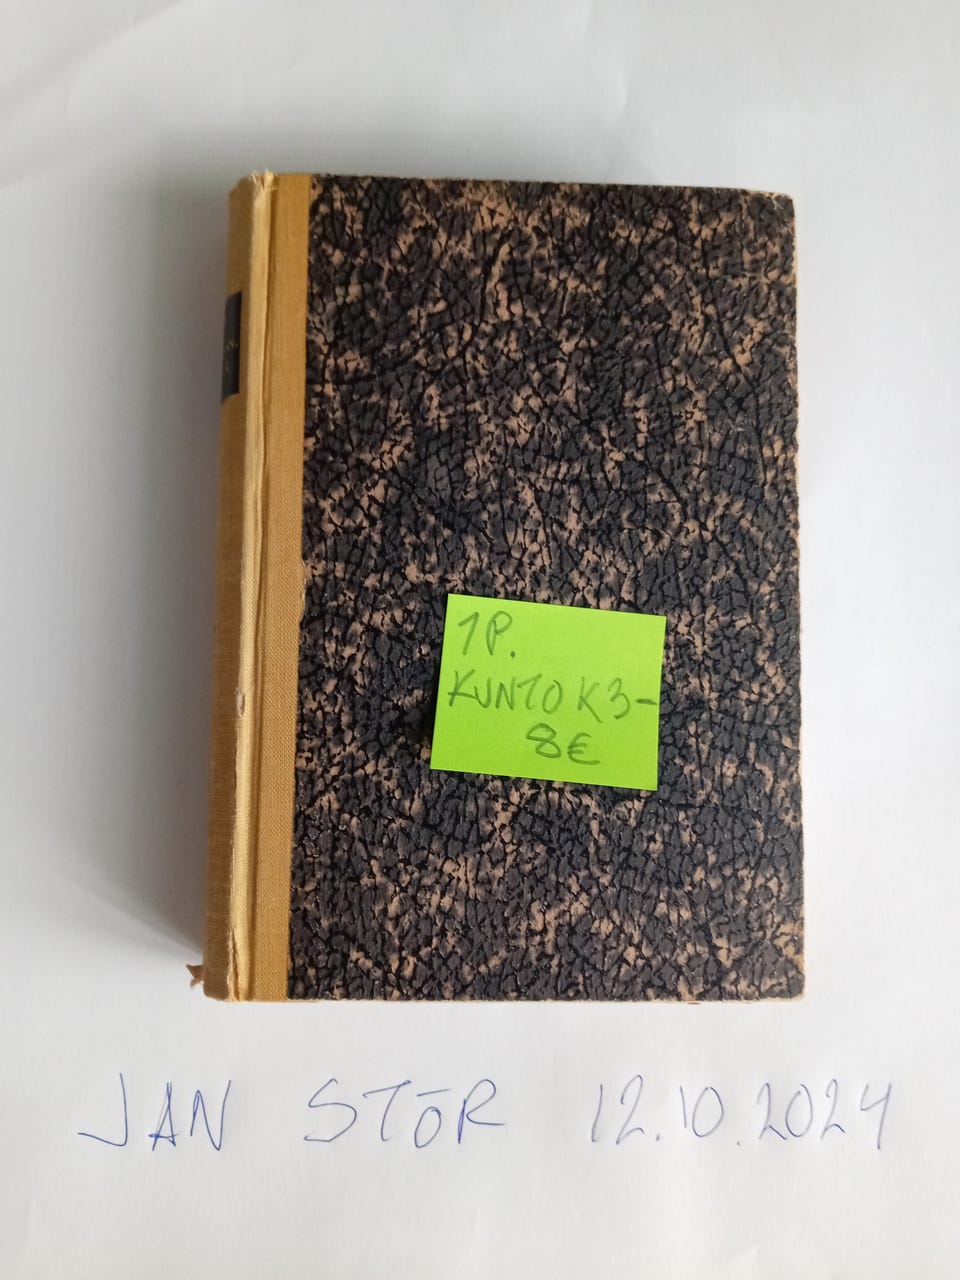 1P.
KUNTO K3-
8€
JAN STÖR 12.10.2024